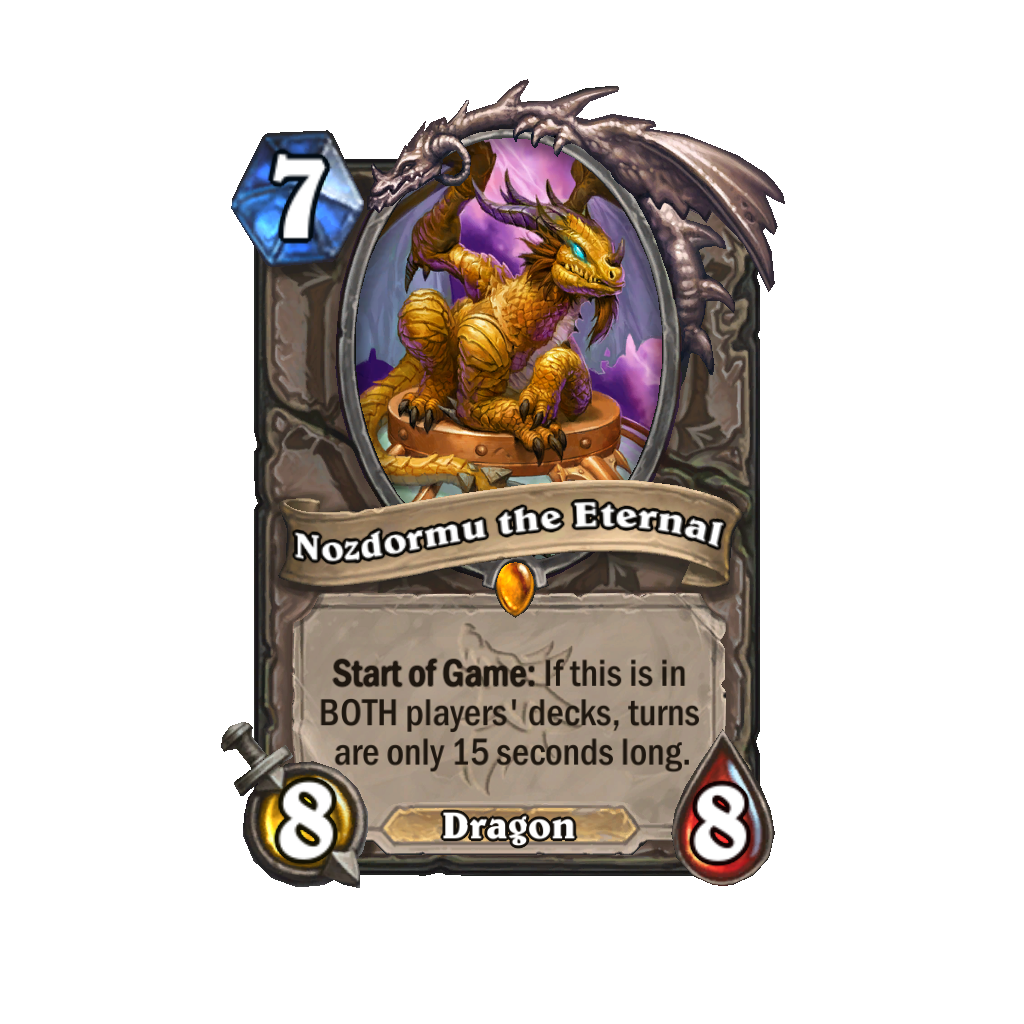 7
Nozdormu the Eternal
Start of Game: If this is in
BOTH players' decks, turns
are only 15 seconds long.
8
Dragon
8